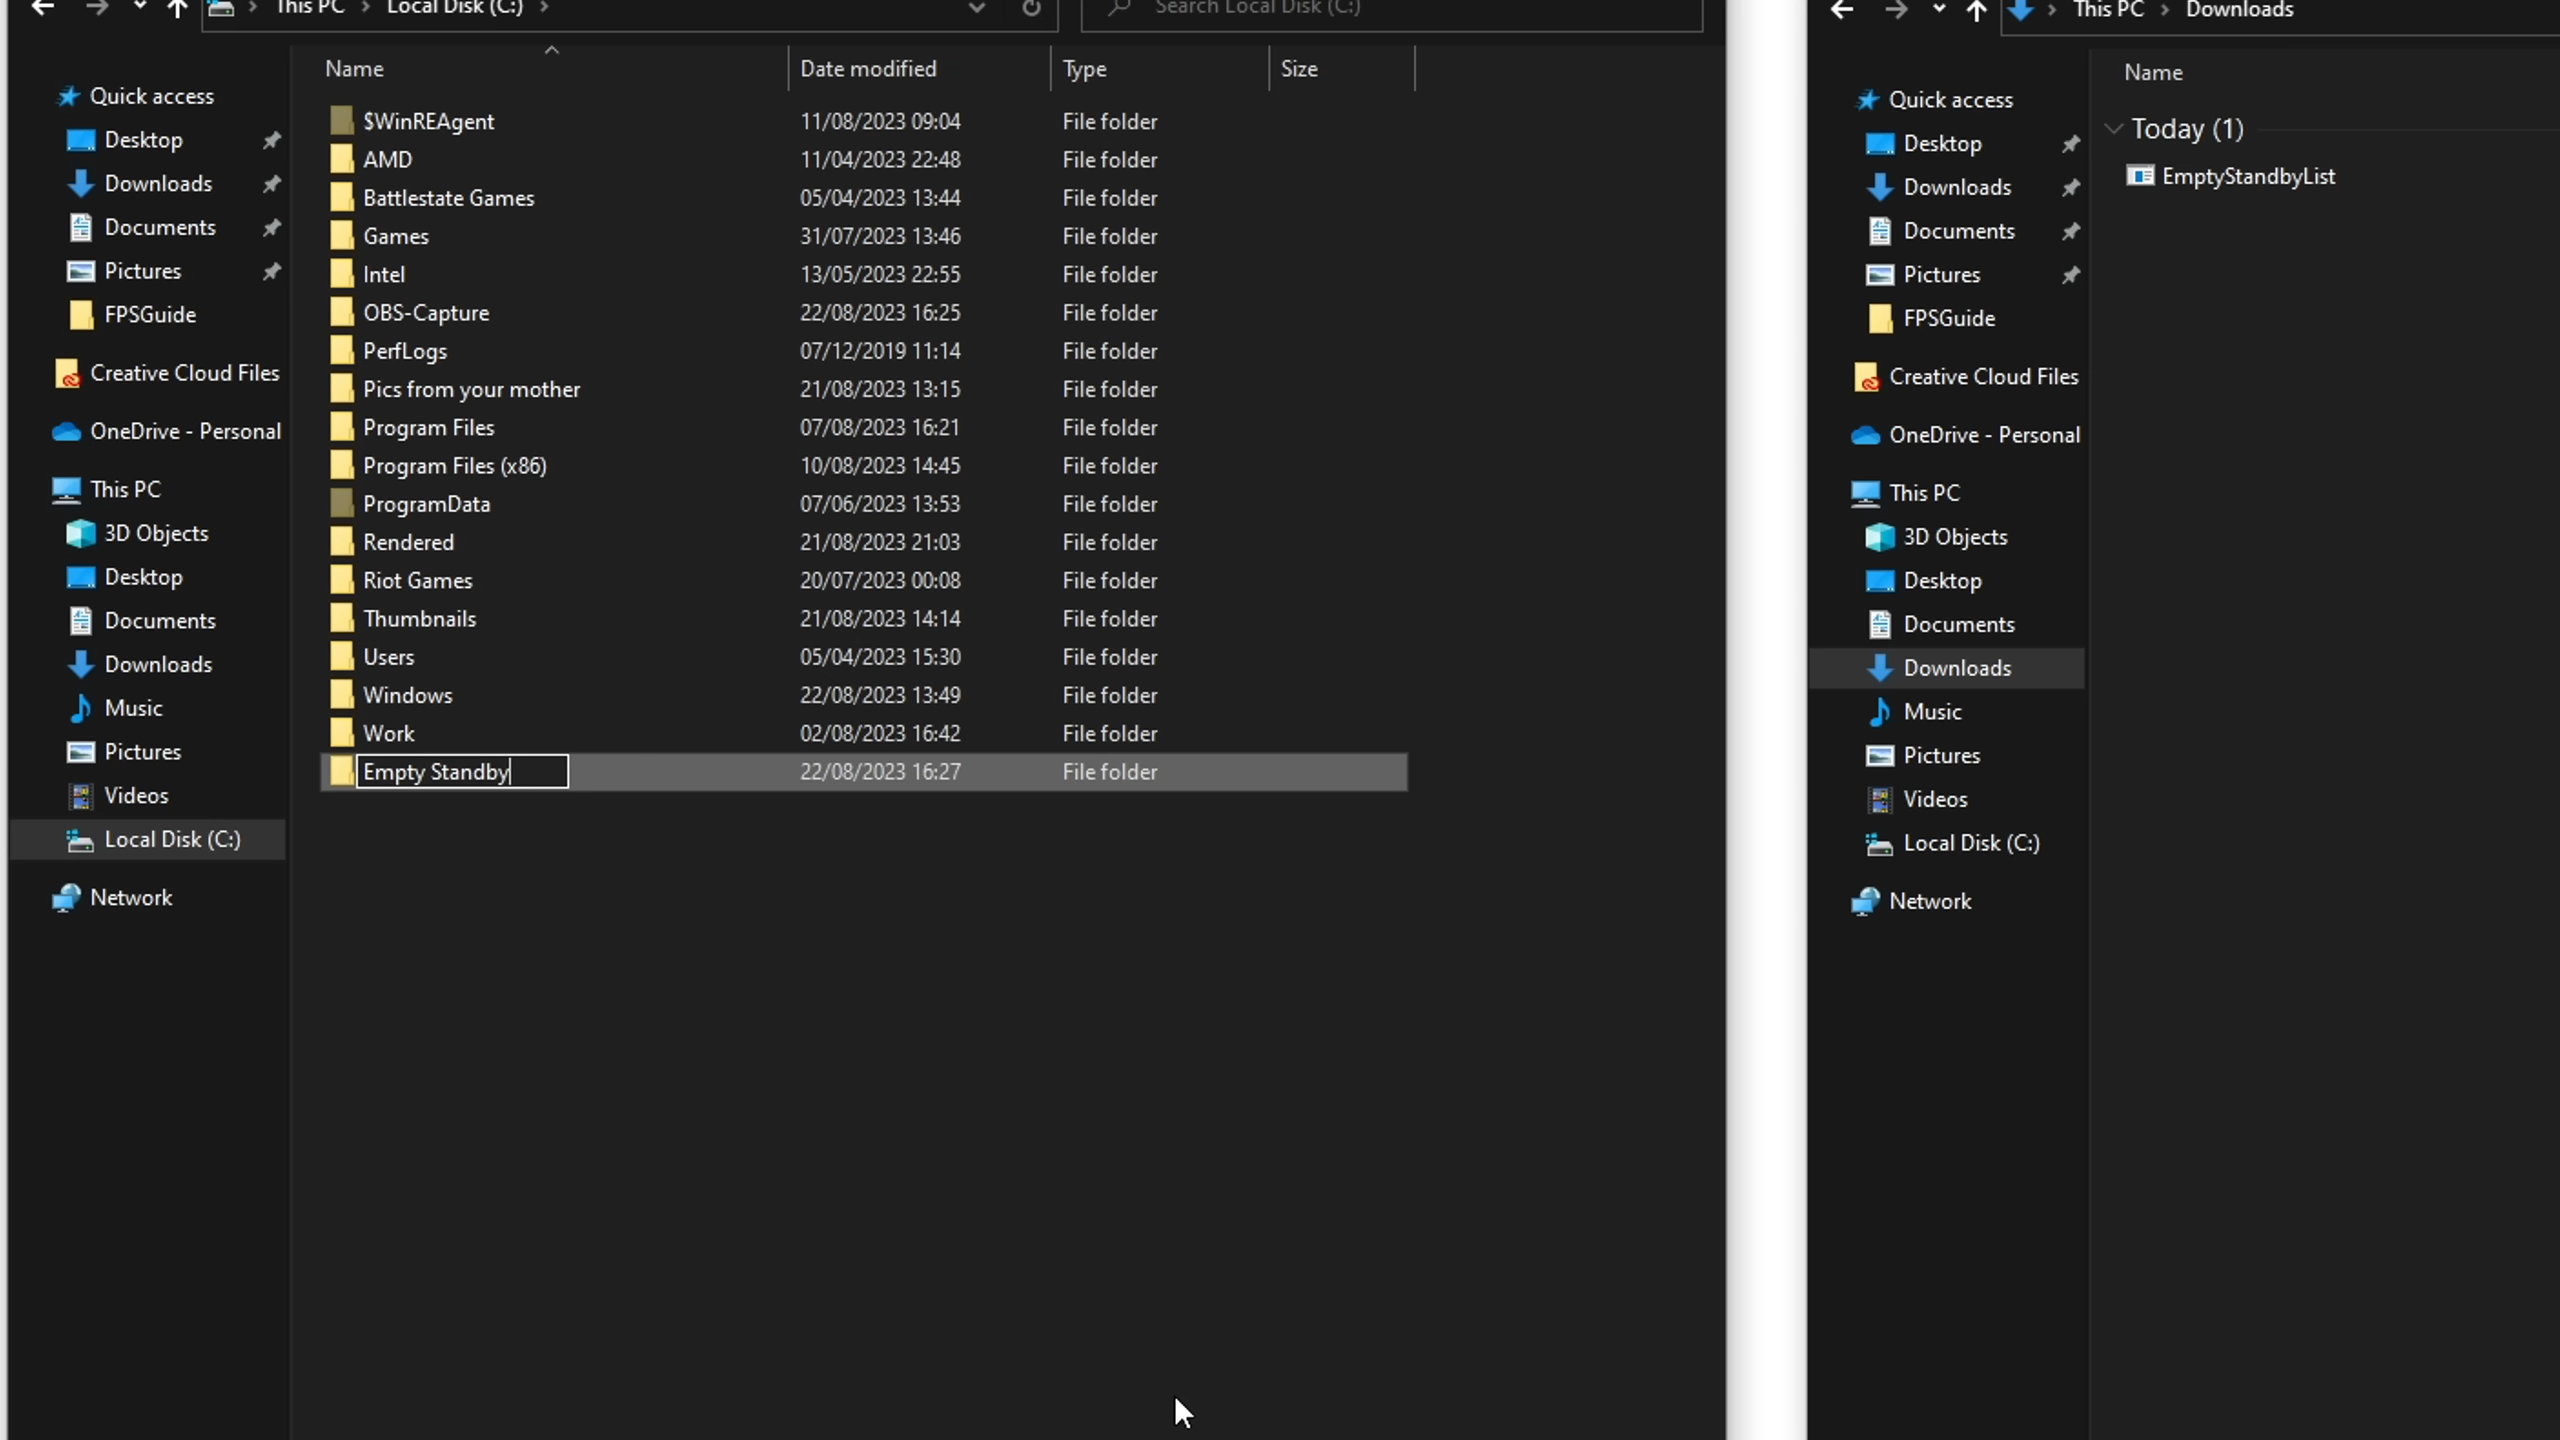 This PC > Local Disk (C:) >
Search Local Disk (C:)
Quick access
Desktop
Downloads
Documents
Pictures
FPSGuide
Creative Cloud Files
OneDrive - Personal
This PC
3D Objects
Desktop
Documents
Downloads
Music
Pictures
Videos
Local Disk (C:)
Network
Name Date modified Type Size
$WinREAgent 11/08/2023 09:04 File folder
AMD 11/04/2023 22:48 File folder
Battlestate Games 05/04/2023 13:44 File folder
Games 31/07/2023 13:46 File folder
Intel 13/05/2023 22:55 File folder
OBS-Capture 22/08/2023 16:25 File folder
PerfLogs 07/12/2019 11:14 File folder
Pics from your mother 21/08/2023 13:15 File folder
Program Files 07/08/2023 16:21 File folder
Program Files (x86) 10/08/2023 14:45 File folder
ProgramData 07/06/2023 13:53 File folder
Rendered 21/08/2023 21:03 File folder
Riot Games 20/07/2023 00:08 File folder
Thumbnails 21/08/2023 14:14 File folder
Users 05/04/2023 15:30 File folder
Windows 22/08/2023 13:49 File folder
Work 02/08/2023 16:42 File folder
Empty Standby 22/08/2023 16:27 File folder
> This PC > Downloads
Quick access
Desktop
Downloads
Documents
Pictures
FPSGuide
Creative Cloud Files
OneDrive - Personal
This PC
3D Objects
Desktop
Documents
Downloads
Music
Pictures
Videos
Local Disk (C:)
Network
Name
Today (1)
EmptyStandbyList